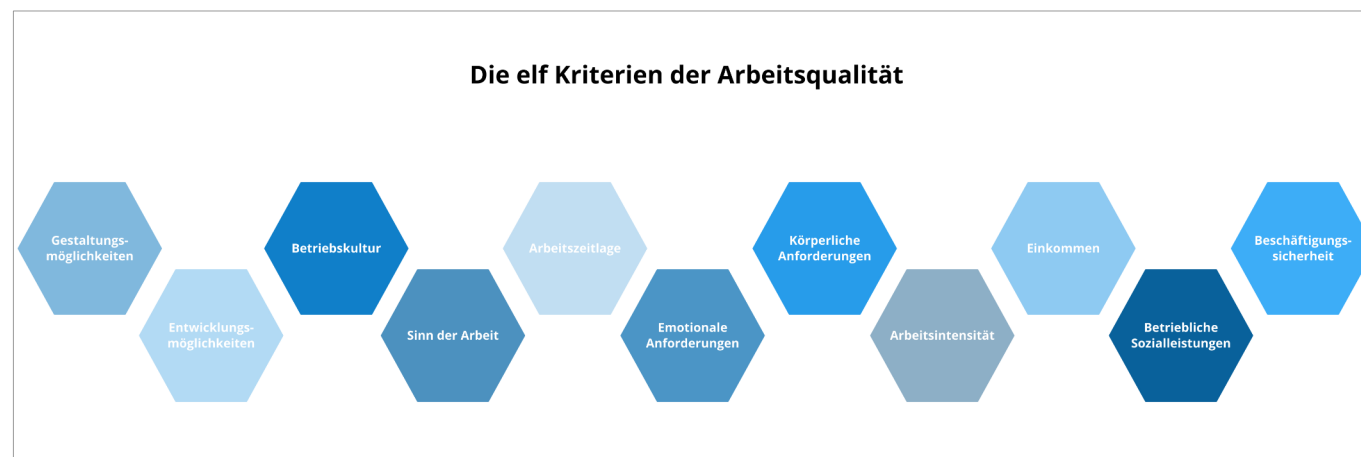 Die elf Kriterien der Arbeitsqualität
Gestaltungs-
möglichkeiten
Entwicklungs-
möglichkeiten
Betriebskultur
Sinn der Arbeit
Arbeitszeitlage
Emotionale
Anforderungen
Körperliche
Anforderungen
Arbeitsintensität
Einkommen
Betriebliche
Sozialleistungen
Beschäftigungs-
sicherheit